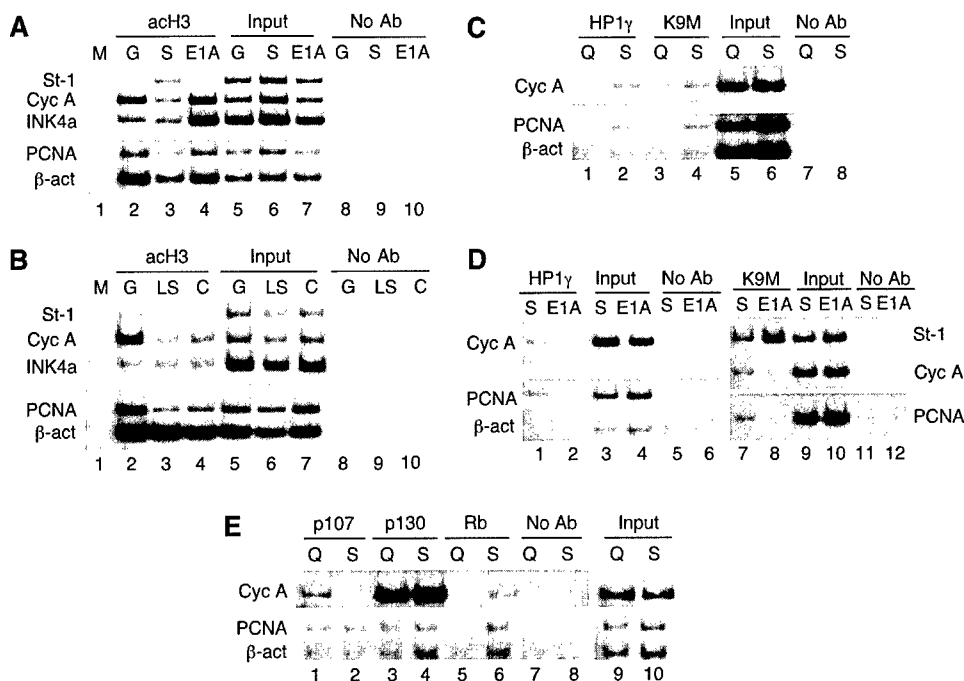 A
acH3 Input No Ab
M G S E1A G S E1A G S E1A
St-1
Cyc A
INK4a
PCNA
β-act
1 2 3 4 5 6 7 8 9 10
B
acH3 Input No Ab
M G LS C G LS C G LS C
St-1
Cyc A
INK4a
PCNA
β-act
1 2 3 4 5 6 7 8 9 10
C
HP1γ K9M Input No Ab
Q S Q S Q S Q S
Cyc A
PCNA
β-act
1 2 3 4 5 6 7 8
D
HP1γ Input No Ab K9M Input No Ab
S E1A S E1A S E1A S E1A S E1A S E1A
Cyc A
PCNA
β-act
St-1
Cyc A
PCNA
1 2 3 4 5 6 7 8 9 10 11 12
E
p107 p130 Rb No Ab Input
Q S Q S Q S Q S Q S
Cyc A
PCNA
β-act
1 2 3 4 5 6 7 8 9 10